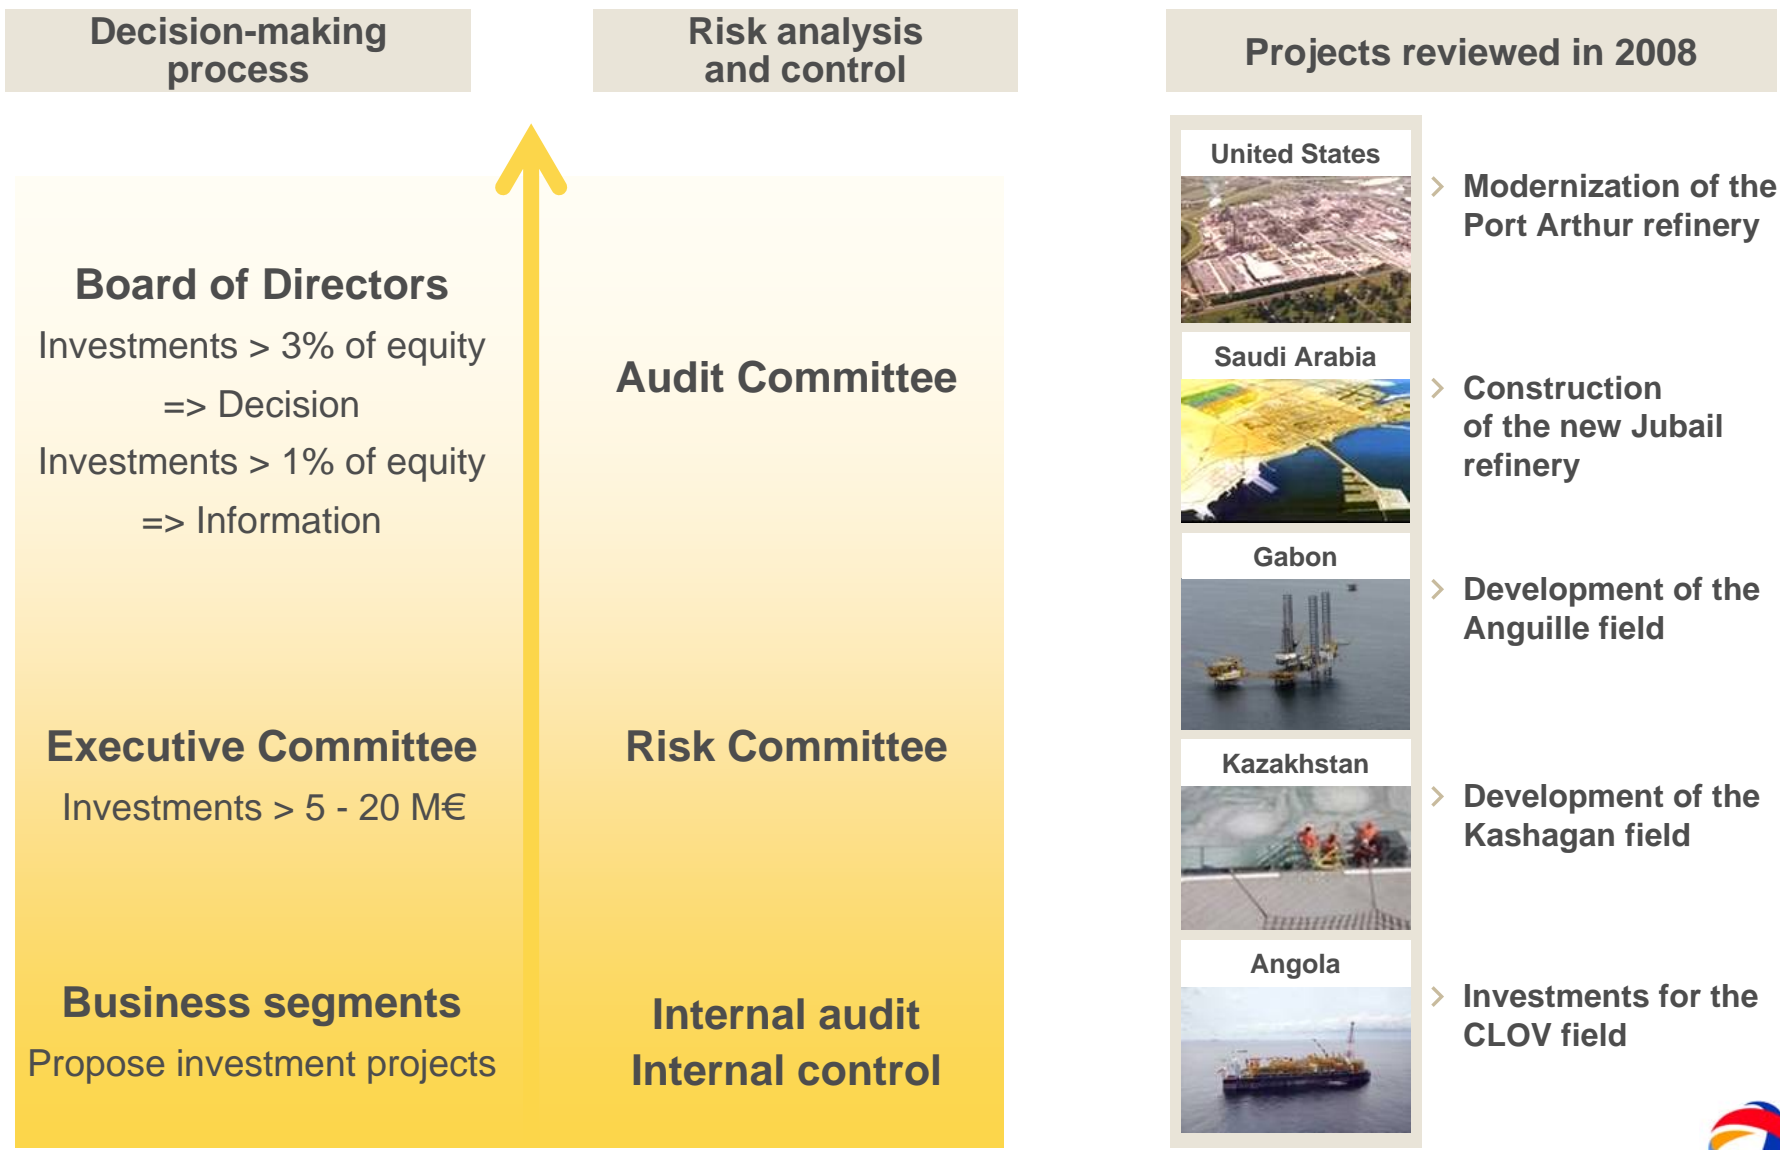 Decision-making
process
Risk analysis
and control
Projects reviewed in 2008
Board of Directors
Investments > 3% of equity
=> Decision
Investments > 1% of equity
=> Information
Audit Committee
Executive Committee
Investments > 5 - 20 M€
Risk Committee
Business segments
Propose investment projects
Internal audit
Internal control
United States
Modernization of the
Port Arthur refinery
Saudi Arabia
Construction
of the new Jubail
refinery
Gabon
Development of the
Anguille field
Kazakhstan
Development of the
Kashagan field
Angola
Investments for the
CLOV field